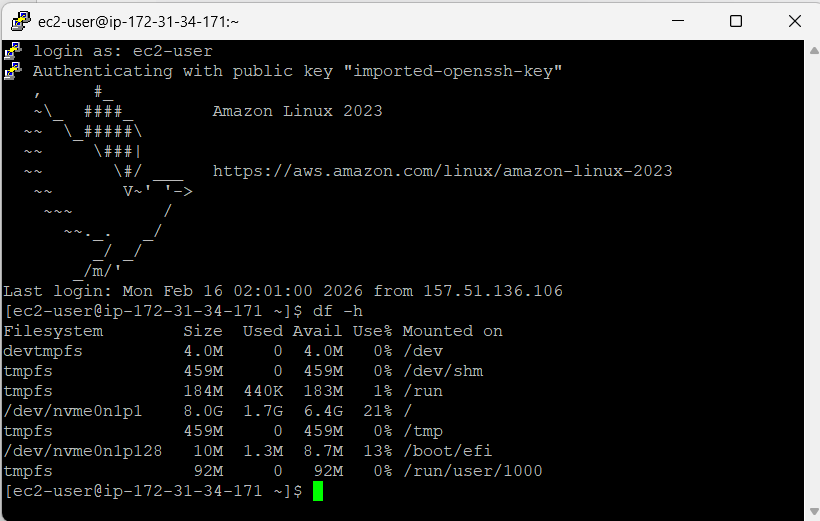 ec2-user@ip-172-31-34-171:~
login as: ec2-user
Authenticating with public key "imported-openssh-key"
   ,     #_
   ~\_  ####_        Amazon Linux 2023
  ~~  \_#####\
  ~~     \###|
  ~~       \#/ ___   https://aws.amazon.com/linux/amazon-linux-2023
   ~~       V~' '->
    ~~~         /
      ~~._.   _/
         _/ _/
       _/m/'
Last login: Mon Feb 16 02:01:00 2026 from 157.51.136.106
[ec2-user@ip-172-31-34-171 ~]$ df -h
Filesystem        Size  Used Avail Use% Mounted on
devtmpfs          4.0M     0  4.0M   0% /dev
tmpfs             459M     0  459M   0% /dev/shm
tmpfs             184M  440K  183M   1% /run
/dev/nvme0n1p1    8.0G  1.7G  6.4G  21% /
tmpfs             459M     0  459M   0% /tmp
/dev/nvme0n1p128   10M  1.3M  8.7M  13% /boot/efi
tmpfs              92M     0   92M   0% /run/user/1000
[ec2-user@ip-172-31-34-171 ~]$